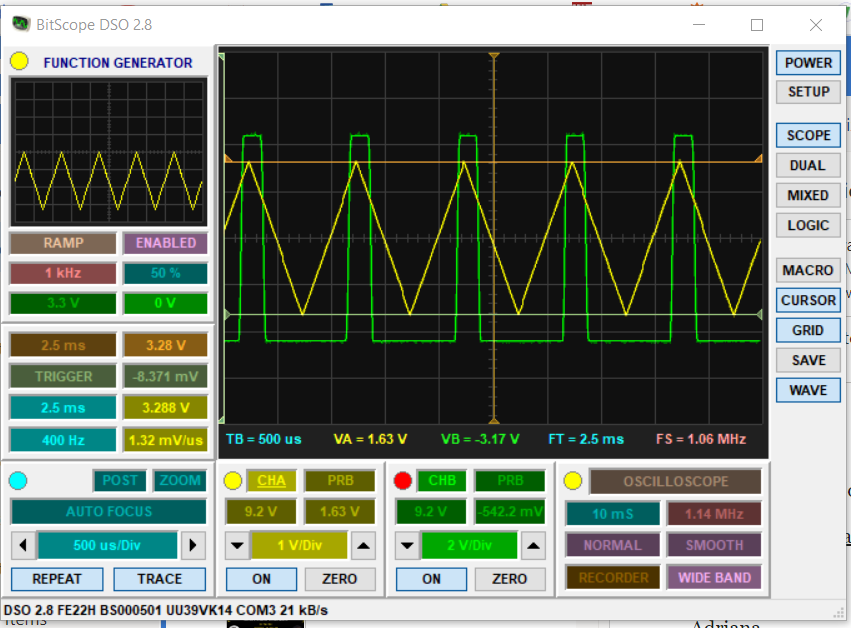 BitScope DSO 2.8
FUNCTION GENERATOR
RAMP ENABLED
1 kHz 50 %
3.3 V 0 V
2.5 ms 3.28 V
TRIGGER -8.371 mV
2.5 ms 3.288 V
400 Hz 1.32 mV/us
TB = 500 us VA = 1.63 V VB = -3.17 V FT = 2.5 ms FS = 1.06 MHz
POWER
SETUP
SCOPE
DUAL
MIXED
LOGIC
MACRO
CURSOR
GRID
SAVE
WAVE
POST ZOOM
AUTO FOCUS
500 us/Div
REPEAT TRACE
CHA PRB
9.2 V 1.63 V
1 V/Div
ON ZERO
CHB PRB
9.2 V -542.2 mV
2 V/Div
ON ZERO
OSCILLOSCOPE
10 mS 1.14 MHz
NORMAL SMOOTH
RECORDER WIDE BAND
DSO 2.8 FE22H BS000501 UU39VK14 COM3 21 kB/s
items
Adriana